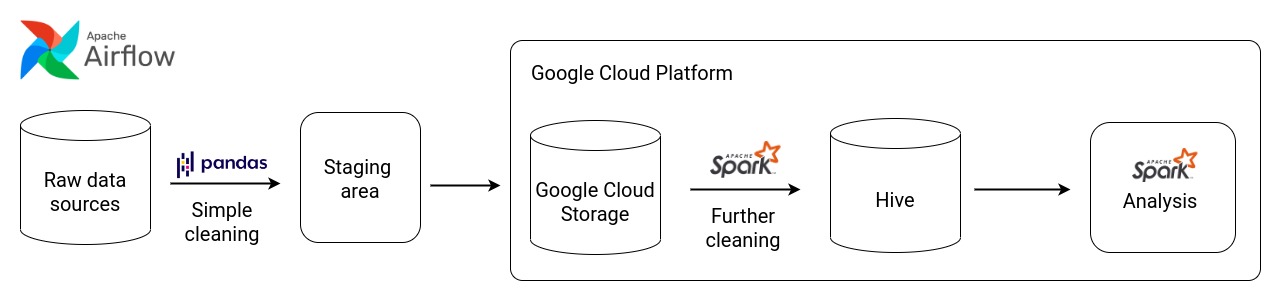 Apache
Airflow
Google Cloud Platform
Raw data
sources
pandas
Simple
cleaning
Staging
area
Google Cloud
Storage
APACHE
Spark
Further
cleaning
Hive
APACHE
Spark
Analysis